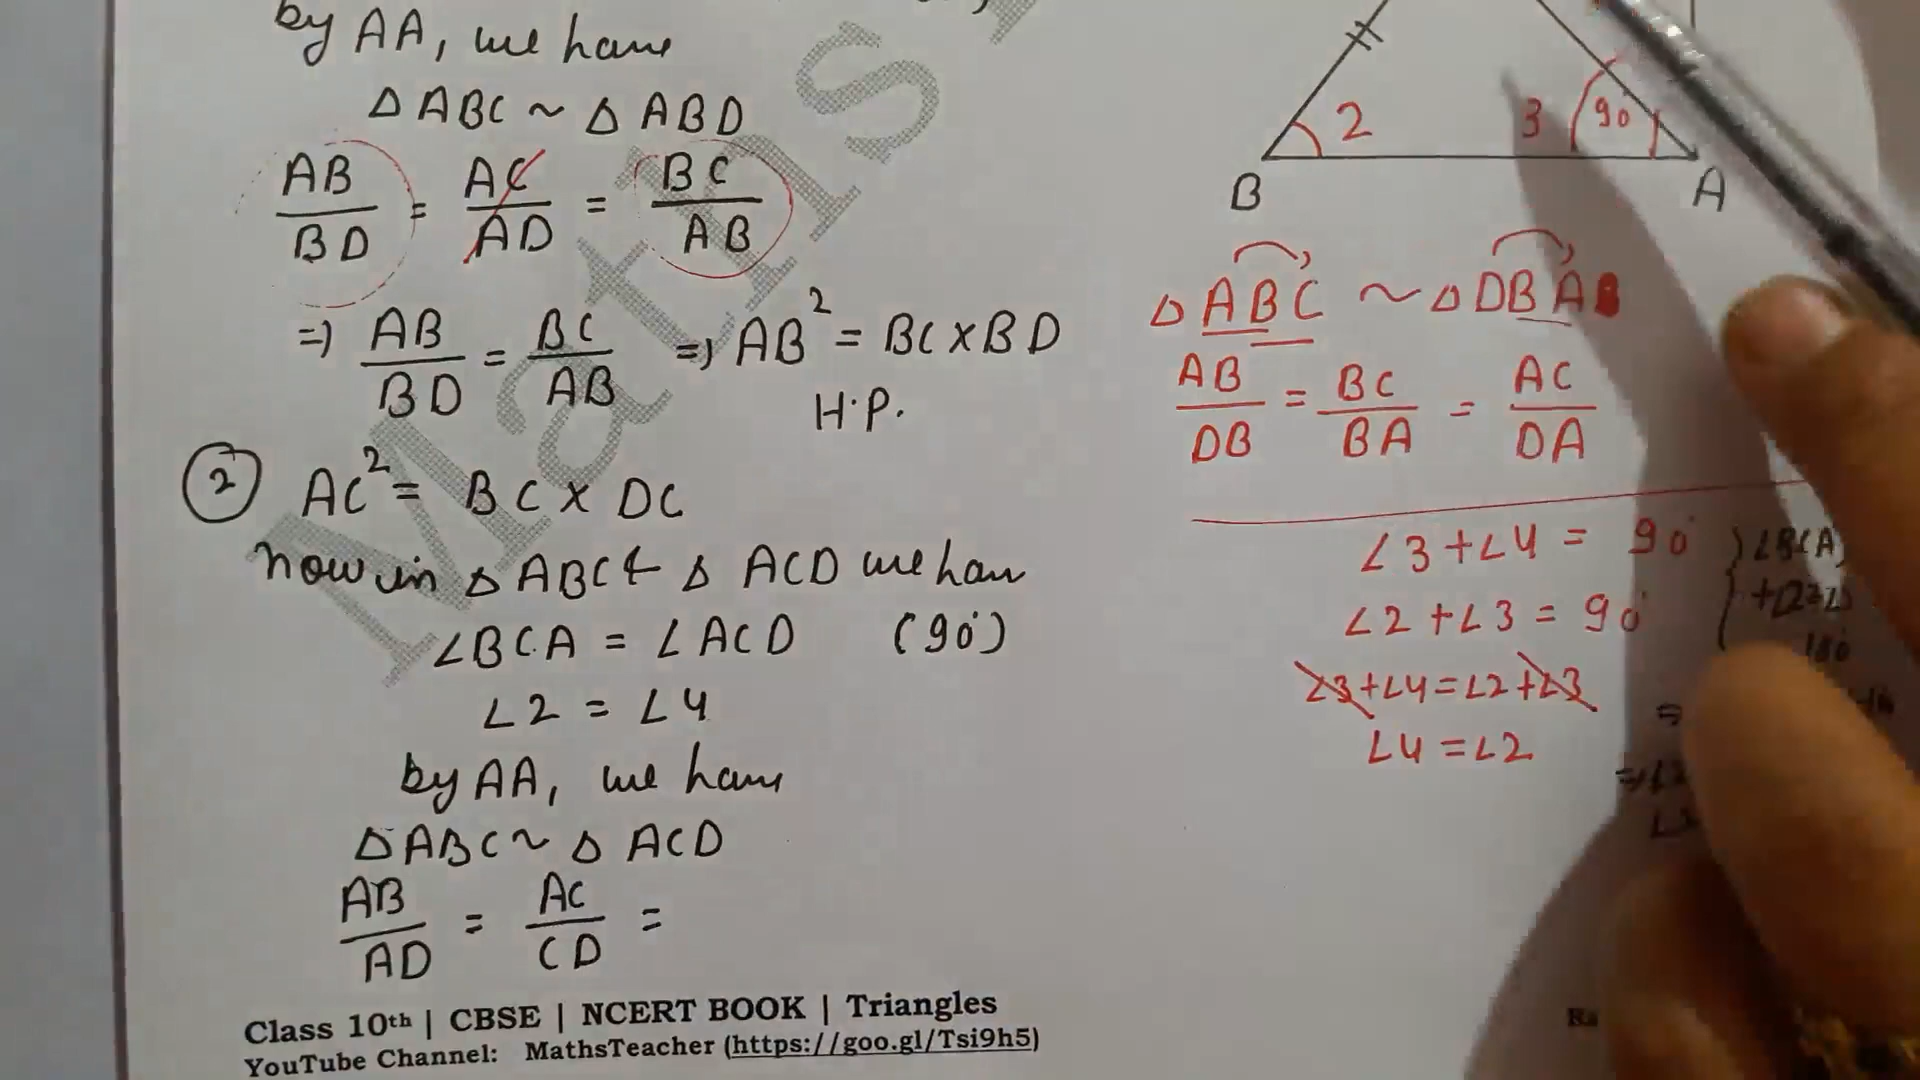 by AA, we have
Δ ABC ~ Δ ABD
AB/BD = AC/AD = BC/AB
=> AB/BD = BC/AB => AB² = BC × BD
H.P.
② AC² = BC × DC
now in Δ ABC & Δ ACD we have
∠BCA = ∠ACD (90°)
∠2 = ∠4
by AA, we have
Δ ABC ~ Δ ACD
AB/AD = AC/CD =
Class 10th | CBSE | NCERT BOOK | Triangles
YouTube Channel: MathsTeacher (https://goo.gl/Tsi9h5)
2 3 90°
B A
Δ ABC ~ Δ DBA
AB/DB = BC/BA = AC/DA
∠3 + ∠4 = 90°
∠2 + ∠3 = 90°
∠3 + ∠4 = ∠2 + ∠3
∠4 = ∠2
∠BCA
180
Maths